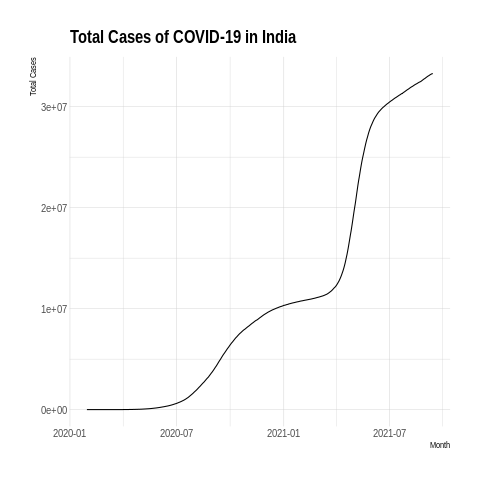 Total Cases of COVID-19 in India
Total Cases
3e+07
2e+07
1e+07
0e+00
2020-01 2020-07 2021-01 2021-07
Month